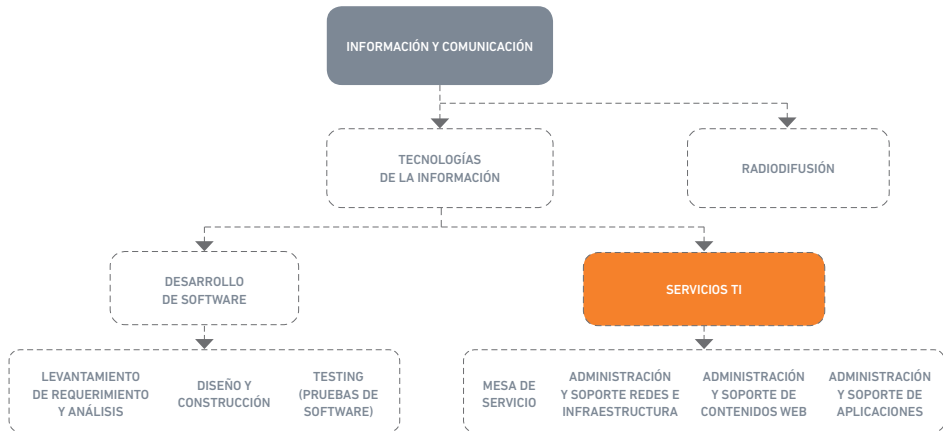 INFORMACIÓN Y COMUNICACIÓN
TECNOLOGÍAS
DE LA INFORMACIÓN
RADIODIFUSIÓN
DESARROLLO
DE SOFTWARE
SERVICIOS TI
LEVANTAMIENTO
DE REQUERIMIENTO
Y ANÁLISIS
DISEÑO Y
CONSTRUCCIÓN
TESTING
(PRUEBAS DE
SOFTWARE)
MESA DE
SERVICIO
ADMINISTRACIÓN
Y SOPORTE REDES E
INFRAESTRUCTURA
ADMINISTRACIÓN
Y SOPORTE DE
CONTENIDOS WEB
ADMINISTRACIÓN
Y SOPORTE DE
APLICACIONES